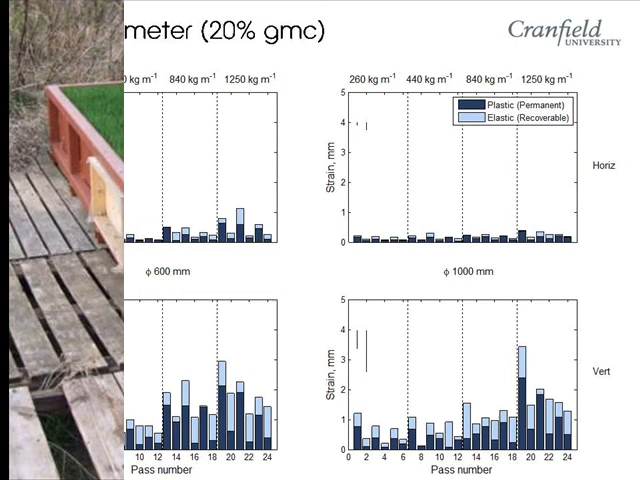 meter (20% gmc)
Cranfield
UNIVERSITY
0 kg m-1 840 kg m-1 1250 kg m-1
260 kg m-1 440 kg m-1 840 kg m-1 1250 kg m-1
5
4
3
2
1
0
Strain, mm
Plastic (Permanent)
Elastic (Recoverable)
Horiz
ϕ 600 mm
ϕ 1000 mm
5
4
3
2
1
0
Strain, mm
Vert
10 12 14 16 18 20 22 24
Pass number
0 2 4 6 8 10 12 14 16 18 20 22 24
Pass number